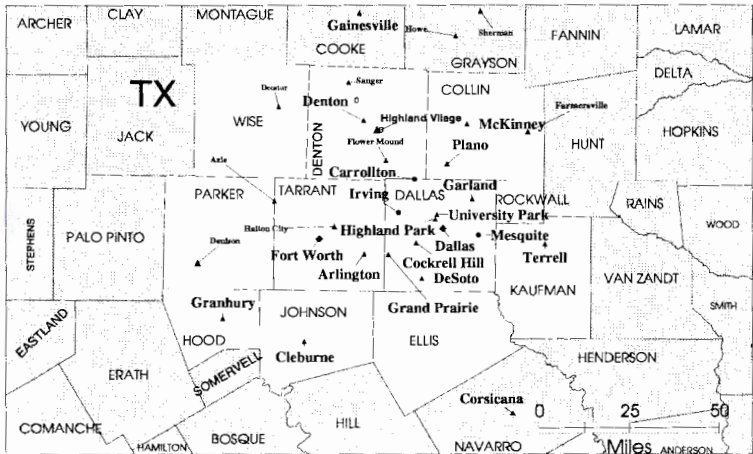 MONTAGUE
CLAY
ARCHER
Gainesville
COOKE
Howe
Sherman
GRAYSON
FANNIN
LAMAR
DELTA
TX
Sanger
COLLIN
Denton
Highland Village
Flower Mound
McKinney
Farmersville
HOPKINS
YOUNG
JACK
WISE
DENTON
HUNT
Plano
Carrollton
Azle
PARKER
TARRANT
Irving
DALLAS
Garland
ROCKWALL
RAINS
WOOD
STEPHENS
PALO PINTO
University Park
Highland Park
Fort Worth
Dallas
Mesquite
Terrell
Arlington
Cockrell Hill
DeSoto
VAN ZANDT
KAUFMAN
Granbury
Grand Prairie
SMITH
EASTLAND
HOOD
JOHNSON
ELLIS
Cleburne
HENDERSON
ERATH
SOMERVELL
Corsicana
0 25 50
COMANCHE
HAMILTON
BOSQUE
HILL
NAVARRO
Miles
ANDERSON